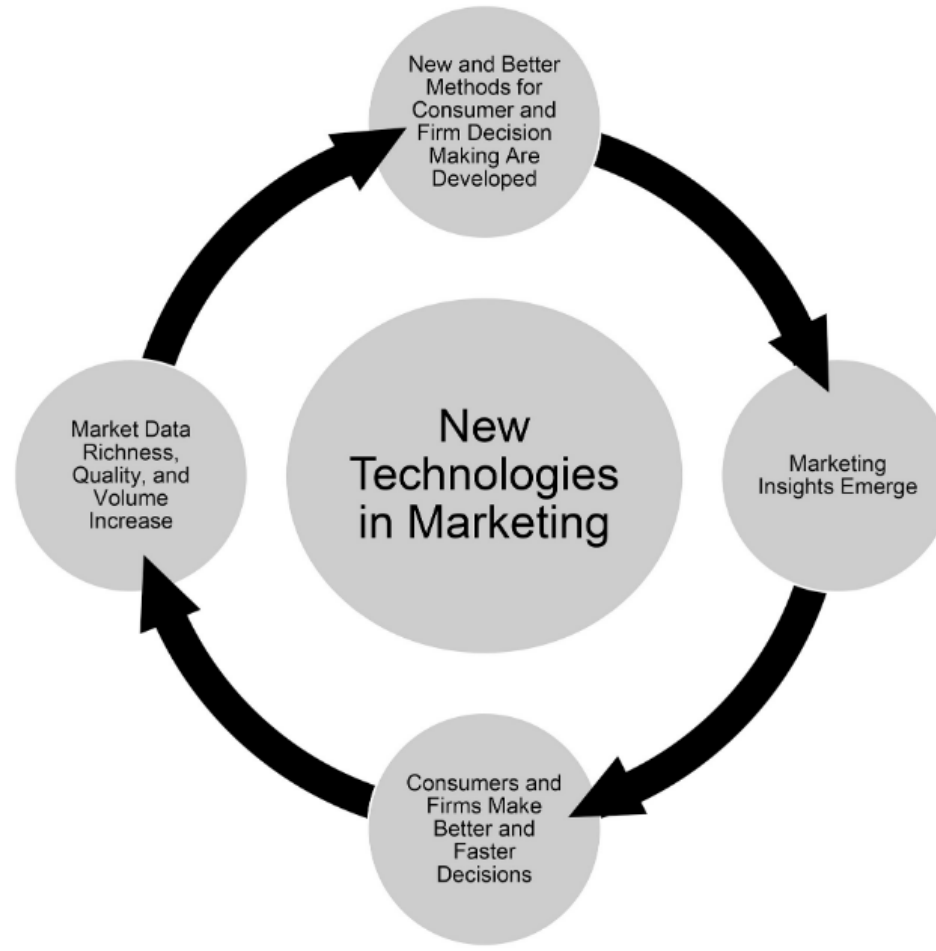 New and Better
Methods for
Consumer and
Firm Decision
Making Are
Developed
Marketing
Insights Emerge
Consumers and
Firms Make
Better and
Faster
Decisions
Market Data
Richness,
Quality, and
Volume
Increase
New
Technologies
in Marketing